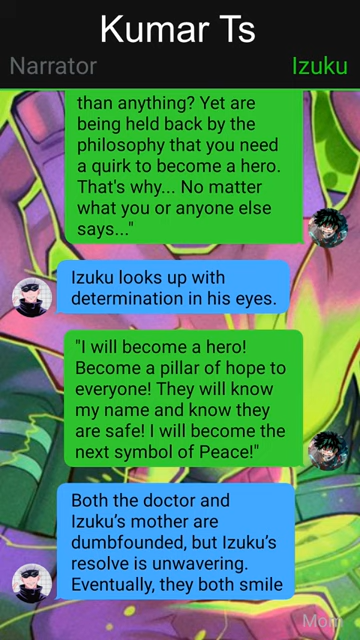 Kumar Ts
Narrator
Izuku
than anything? Yet are
being held back by the
philosophy that you need
a quirk to become a hero.
That's why... No matter
what you or anyone else
says..."
Izuku looks up with
determination in his eyes.
"I will become a hero!
Become a pillar of hope to
everyone! They will know
my name and know they
are safe! I will become the
next symbol of Peace!"
Both the doctor and
Izuku’s mother are
dumbfounded, but Izuku’s
resolve is unwavering.
Eventually, they both smile
Mom